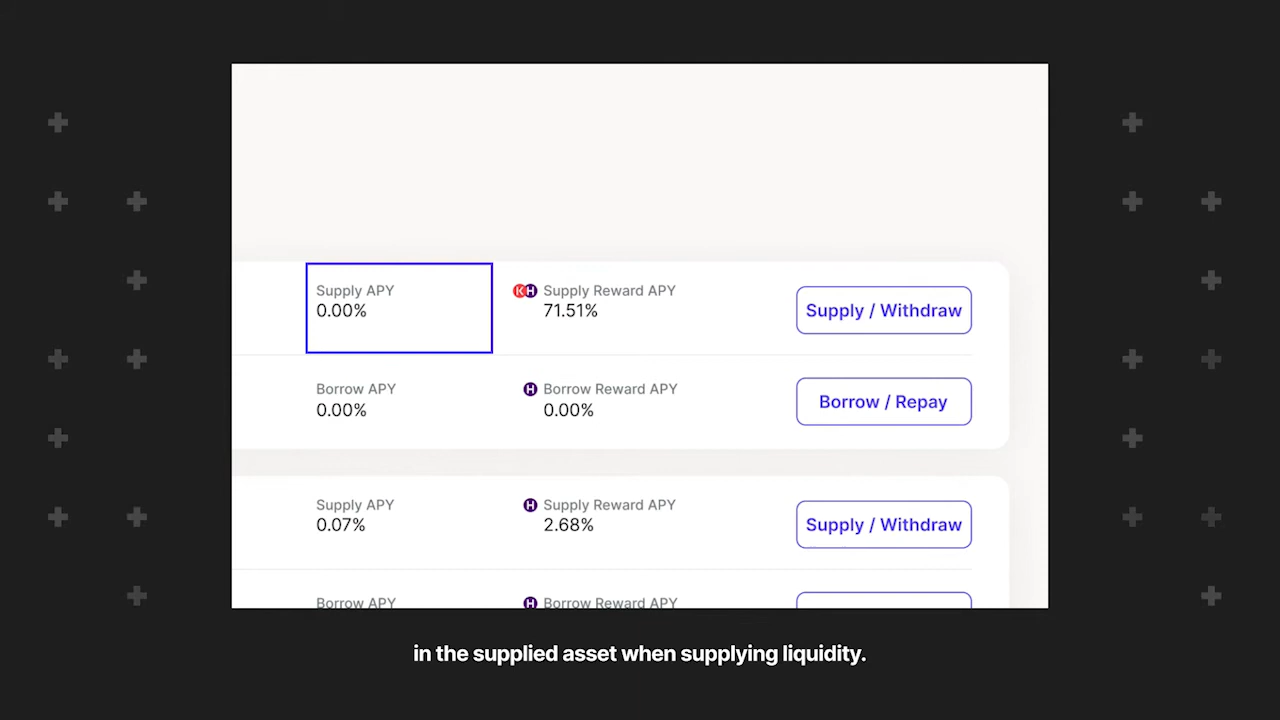 Supply APY
0.00%
KH Supply Reward APY
71.51%
Supply / Withdraw
Borrow APY
0.00%
H Borrow Reward APY
0.00%
Borrow / Repay
Supply APY
0.07%
H Supply Reward APY
2.68%
Supply / Withdraw
Borrow APY
H Borrow Reward APY
in the supplied asset when supplying liquidity.